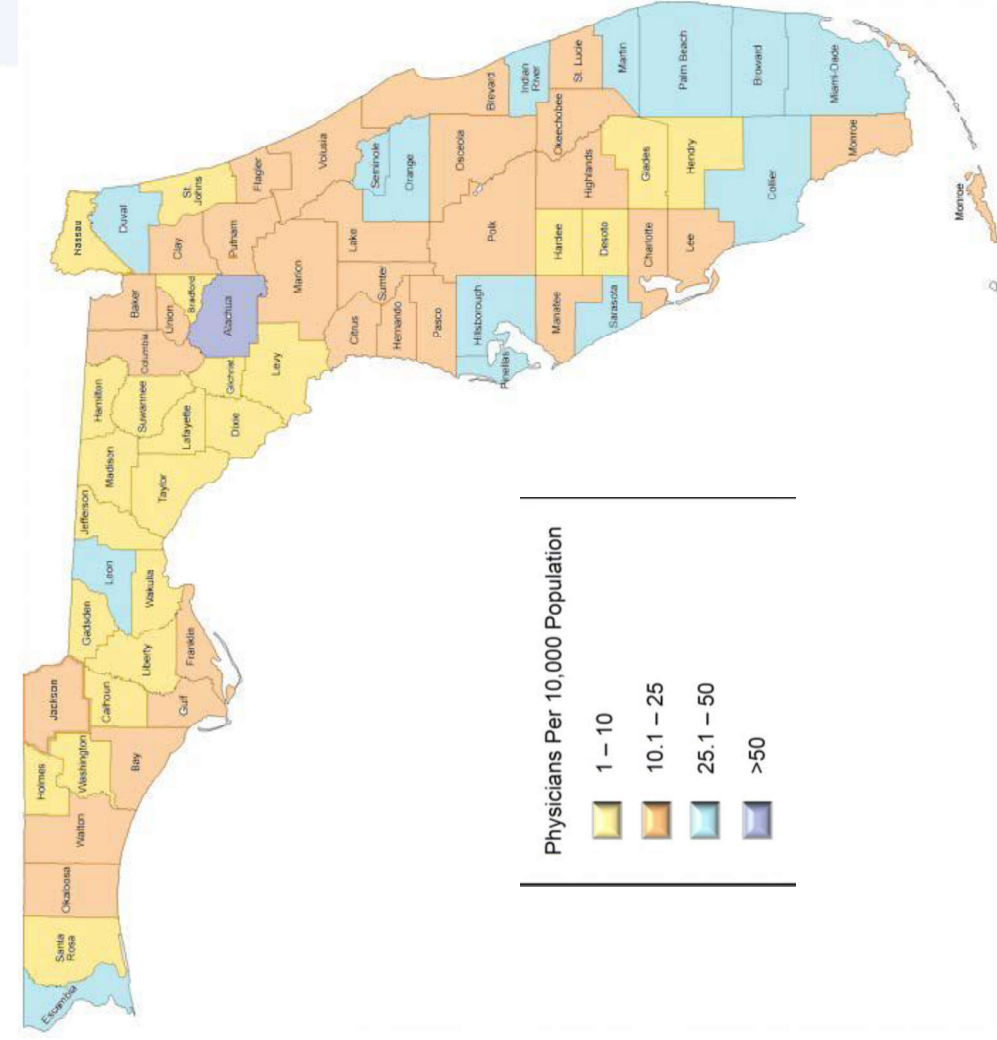 Escambia
Santa
Rosa
Okaloosa
Walton
Holmes
Washington
Bay
Jackson
Calhoun
Gulf
Liberty
Franklin
Gadsden
Leon
Wakulla
Jefferson
Madison
Taylor
Hamilton
Suwannee
Lafayette
Dixie
Gilchrist
Levy
Columbia
Baker
Union
Bradford
Alachua
Nassau
Duval
Clay
St.
Johns
Putnam
Flagler
Marion
Volusia
Citrus
Sumter
Lake
Hernando
Pasco
Seminole
Orange
Brevard
Osceola
Polk
Hillsborough
Pinellas
Indian
River
Manatee
Hardee
Highlands
Okeechobee
St. Lucie
Sarasota
Desoto
Glades
Martin
Charlotte
Lee
Hendry
Palm Beach
Collier
Broward
Miami-Dade
Monroe
Monroe
Physicians Per 10,000 Population
1 – 10
10.1 – 25
25.1 – 50
>50